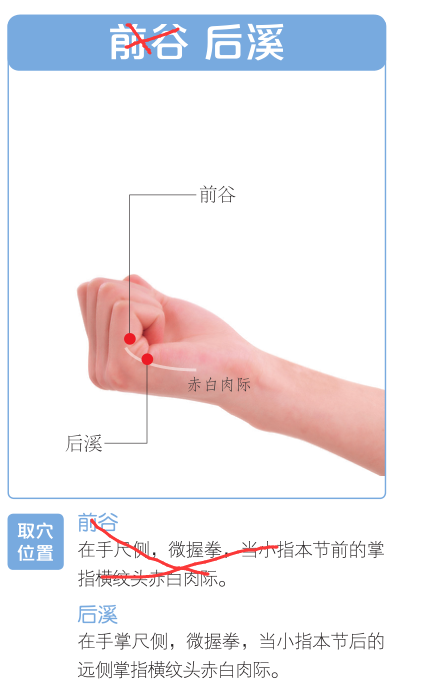 前谷 后溪
前谷
赤白肉际
后溪
取穴
位置
前谷
在手尺侧，微握拳，当小指本节前的掌
指横纹头赤白肉际。
后溪
在手掌尺侧，微握拳，当小指本节后的
远侧掌指横纹头赤白肉际。